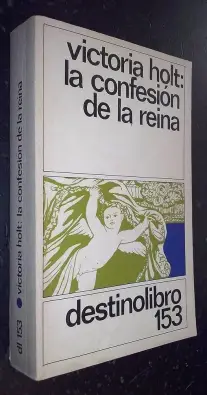 victoria holt:
la confesión
de la reina
destinolibro
153
dl 153 • victoria holt: la confesión de la reina